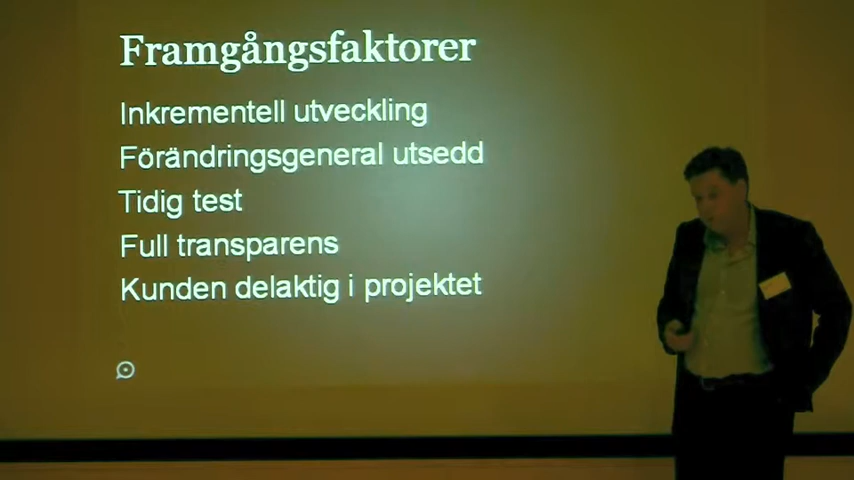 Framgångsfaktorer
Inkrementell utveckling
Förändringsgeneral utsedd
Tidig test
Full transparens
Kunden delaktig i projektet